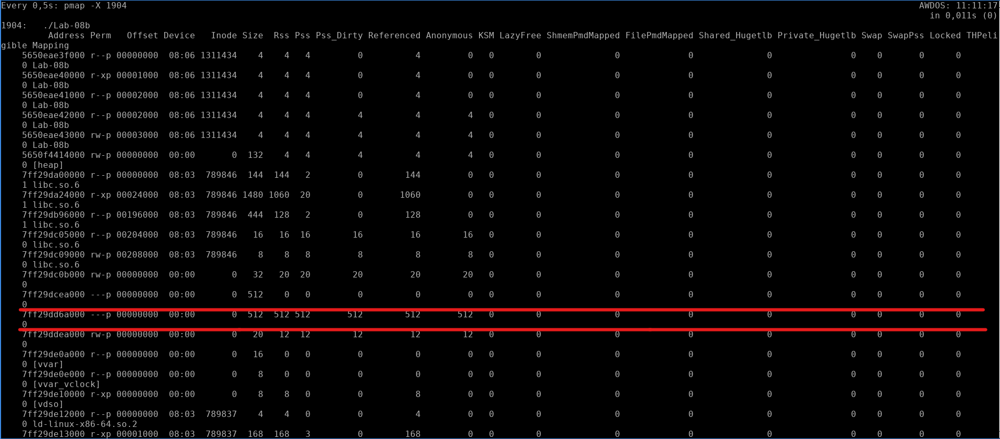 Every 0,5s: pmap -X 1904 AWDOS: 11:11:17
in 0,011s (0)
1904: ./Lab-08b
Address Perm Offset Device Inode Size Rss Pss Pss_Dirty Referenced Anonymous KSM LazyFree ShmemPmdMapped FilePmdMapped Shared_Hugetlb Private_Hugetlb Swap SwapPss Locked THPeli
gible Mapping
5650eae3f000 r--p 00000000 08:06 1311434 4 4 4 0 4 0 0 0 0 0 0 0 0 0 0
0 Lab-08b
5650eae40000 r-xp 00001000 08:06 1311434 4 4 4 0 4 0 0 0 0 0 0 0 0 0 0
0 Lab-08b
5650eae41000 r--p 00002000 08:06 1311434 4 4 4 0 4 0 0 0 0 0 0 0 0 0 0
0 Lab-08b
5650eae42000 r--p 00002000 08:06 1311434 4 4 4 4 4 4 0 0 0 0 0 0 0 0 0
0 Lab-08b
5650eae43000 rw-p 00003000 08:06 1311434 4 4 4 4 4 4 0 0 0 0 0 0 0 0 0
0 Lab-08b
5650f4414000 rw-p 00000000 00:00 0 132 4 4 4 4 4 0 0 0 0 0 0 0 0 0
0 [heap]
7ff29da00000 r--p 00000000 08:03 789846 144 144 2 0 144 0 0 0 0 0 0 0 0 0 0
1 libc.so.6
7ff29da24000 r-xp 00024000 08:03 789846 1480 1060 20 0 1060 0 0 0 0 0 0 0 0 0 0
1 libc.so.6
7ff29db96000 r--p 00196000 08:03 789846 444 128 2 0 128 0 0 0 0 0 0 0 0 0 0
1 libc.so.6
7ff29dc05000 r--p 00204000 08:03 789846 16 16 16 16 16 16 0 0 0 0 0 0 0 0 0
0 libc.so.6
7ff29dc09000 rw-p 00208000 08:03 789846 8 8 8 8 8 8 0 0 0 0 0 0 0 0 0
0 libc.so.6
7ff29dc0b000 rw-p 00000000 00:00 0 32 20 20 20 20 20 0 0 0 0 0 0 0 0 0
0
7ff29dcea000 ---p 00000000 00:00 0 512 0 0 0 0 0 0 0 0 0 0 0 0 0 0
0
7ff29dd6a000 ---p 00000000 00:00 0 512 512 512 512 512 512 0 0 0 0 0 0 0 0 0
0
7ff29ddea000 rw-p 00000000 00:00 0 20 12 12 12 12 12 0 0 0 0 0 0 0 0 0
0
7ff29de0a000 r--p 00000000 00:00 0 16 0 0 0 0 0 0 0 0 0 0 0 0 0 0
0 [vvar]
7ff29de0e000 r--p 00000000 00:00 0 8 0 0 0 0 0 0 0 0 0 0 0 0 0 0
0 [vvar_vclock]
7ff29de10000 r-xp 00000000 00:00 0 8 8 0 0 8 0 0 0 0 0 0 0 0 0 0
0 [vdso]
7ff29de12000 r--p 00000000 08:03 789837 4 4 0 0 4 0 0 0 0 0 0 0 0 0 0
0 ld-linux-x86-64.so.2
7ff29de13000 r-xp 00001000 08:03 789837 168 168 3 0 168 0 0 0 0 0 0 0 0 0 0